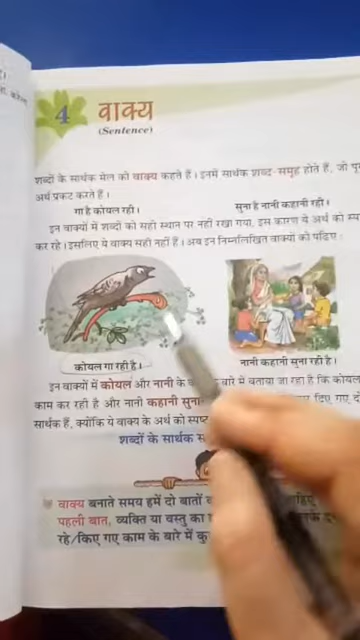 4 वाक्य
(Sentence)
शब्दों के सार्थक मेल को वाक्य कहते हैं। इनमें सार्थक शब्द-समूह होते हैं, जो
अर्थ प्रकट करते हैं।
गा है कोयल रही। सुना है नानी कहानी रही।
इन वाक्यों में शब्दों को सही स्थान पर नहीं रखा गया, इस कारण ये अर्थ को
कर रहे। इसलिए ये वाक्य सही नहीं हैं। अब इन निम्नलिखित वाक्यों को पढ़िए-
कोयल गा रही है। नानी कहानी सुना रही है।
इन वाक्यों में कोयल और नानी के बारे में बताया जा रहा है कि कोयल
काम कर रही है और नानी कहानी दिए गए
सार्थक हैं, क्योंकि ये वाक्य के अर्थ को
शब्दों के सार्थक
वाक्य बनाते समय हमें दो बातों
पहली बात, व्यक्ति या वस्तु का
रहे/किए गए काम के बारे में